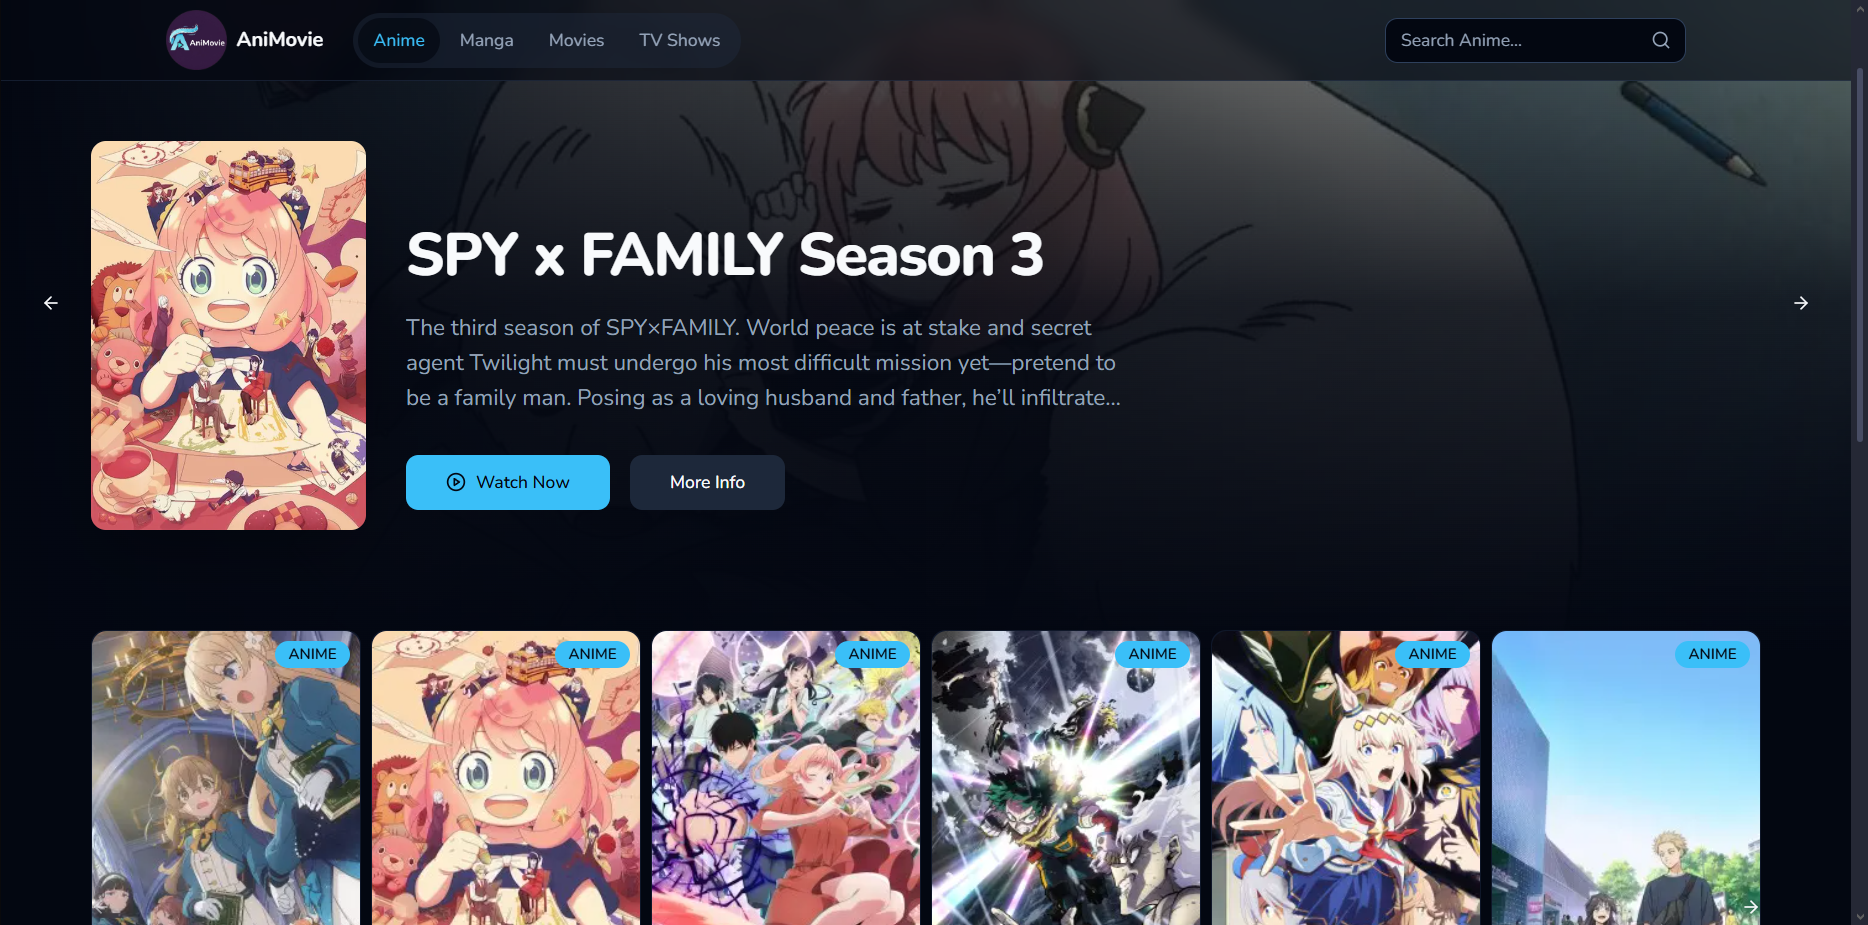 AniMovie
AniMovie
Anime
Manga
Movies
TV Shows
Search Anime...
SPY x FAMILY Season 3
The third season of SPY×FAMILY. World peace is at stake and secret
agent Twilight must undergo his most difficult mission yet—pretend to
be a family man. Posing as a loving husband and father, he’ll infiltrate...
Watch Now
More Info
ANIME
ANIME
ANIME
ANIME
ANIME
ANIME